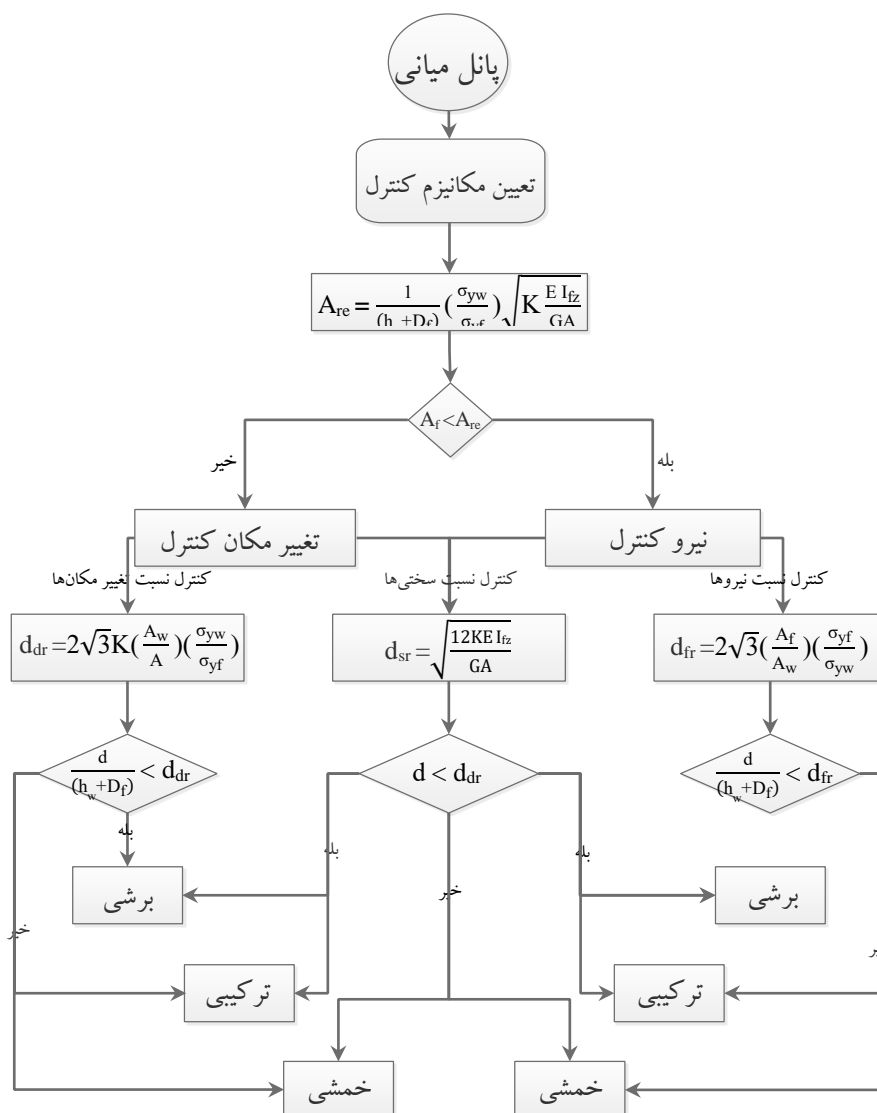 پانل میانی
تعیین مکانیزم کنترل
A_re = 1/(h_w+D_f) (σ_yw/σ_yf) √(K E I_fz/GA)
A_f < A_re
خیر
بله
تغییر مکان کنترل
نیرو کنترل
کنترل نسبت تغییر مکان‌ها
کنترل نسبت سختی‌ها
کنترل نسبت نیروها
d_dr = 2√3K(A_w/A)(σ_yw/σ_yf)
d_sr = √(12KE I_fz/GA)
d_fr = 2√3(A_f/A_w)(σ_yf/σ_yw)
d/(h_w+D_f) < d_dr
d < d_dr
d/(h_w+D_f) < d_fr
بله
بله
بله
برشی
خیر
برشی
خیر
یر
ترکیبی
ترکیبی
خمشی
خمشی